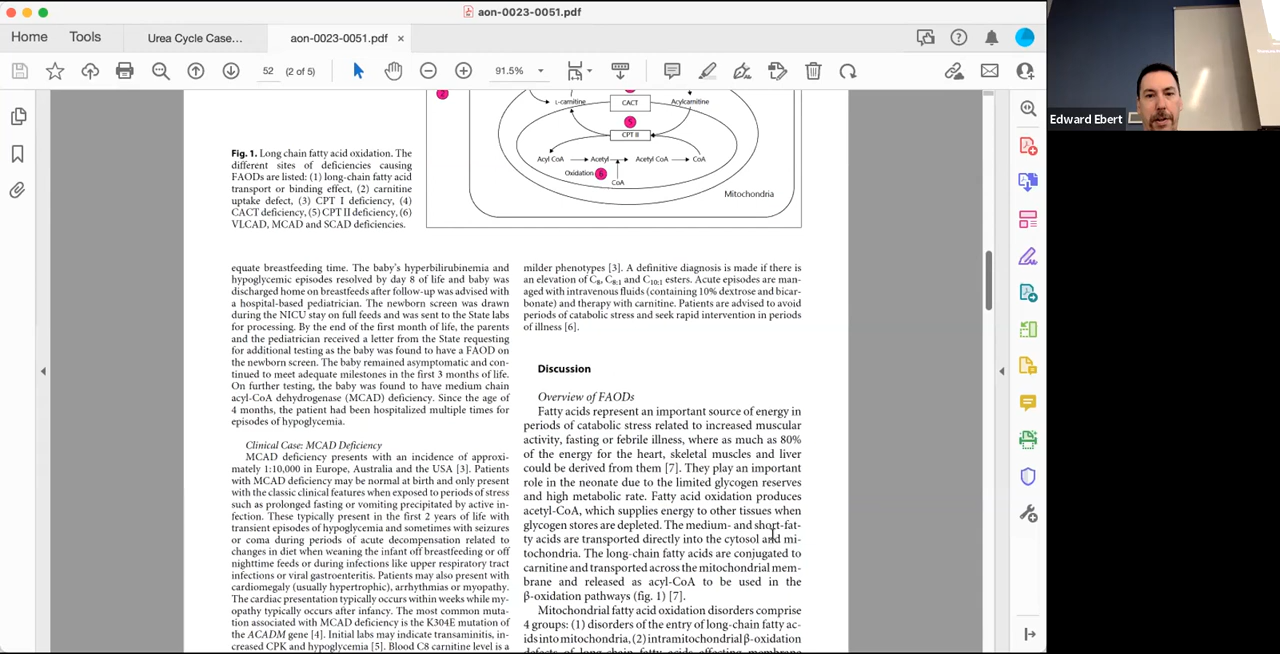 aon-0023-0051.pdf
Home
Tools
Urea Cycle Case...
aon-0023-0051.pdf
52
(2 of 5)
91.5%
2
L-carnitine
CACT
Acylcarnitine
5
CPT II
Acyl CoA
Acetyl
Acetyl CoA
CoA
Oxidation
6
CoA
Mitochondria
Fig. 1. Long chain fatty acid oxidation. The
different sites of deficiencies causing
FAODs are listed: (1) long-chain fatty acid
transport or binding effect, (2) carnitine
uptake defect, (3) CPT I deficiency, (4)
CACT deficiency, (5) CPT II deficiency, (6)
VLCAD, MCAD and SCAD deficiencies.
equate breastfeeding time. The baby's hyperbilirubinemia and
hypoglycemic episodes resolved by day 8 of life and baby was
discharged home on breastfeeds after follow-up was advised with
a hospital-based pediatrician. The newborn screen was drawn
during the NICU stay on full feeds and was sent to the State labs
for processing. By the end of the first month of life, the parents
and the pediatrician received a letter from the State requesting
for additional testing as the baby was found to have a FAOD on
the newborn screen. The baby remained asymptomatic and con-
tinued to meet adequate milestones in the first 3 months of life.
On further testing, the baby was found to have medium chain
acyl-CoA dehydrogenase (MCAD) deficiency. Since the age of
4 months, the patient had been hospitalized multiple times for
episodes of hypoglycemia.
Clinical Case: MCAD Deficiency
MCAD deficiency presents with an incidence of approxi-
mately 1:10,000 in Europe, Australia and the USA [3]. Patients
with MCAD deficiency may be normal at birth and only present
with the classic clinical features when exposed to periods of stress
such as prolonged fasting or vomiting precipitated by active in-
fection. These typically present in the first 2 years of life with
transient episodes of hypoglycemia and sometimes with seizures
or coma during periods of acute decompensation related to
changes in diet when weaning the infant off breastfeeding or off
nighttime feeds or during infections like upper respiratory tract
infections or viral gastroenteritis. Patients may also present with
cardiomegaly (usually hypertrophic), arrhythmias or myopathy.
The cardiac presentation typically occurs within weeks while my-
opathy typically occurs after infancy. The most common muta-
tion associated with MCAD deficiency is the K304E mutation of
the ACADM gene [4]. Initial labs may indicate transaminitis, in-
creased CPK and hypoglycemia [5]. Blood C8 carnitine level is a
milder phenotypes [3]. A definitive diagnosis is made if there is
an elevation of C8, C8:1 and C10:1 esters. Acute episodes are man-
aged with intravenous fluids (containing 10% dextrose and bicar-
bonate) and therapy with carnitine. Patients are advised to avoid
periods of catabolic stress and seek rapid intervention in periods
of illness [6].
Discussion
Overview of FAODs
Fatty acids represent an important source of energy in
periods of catabolic stress related to increased muscular
activity, fasting or febrile illness, where as much as 80%
of the energy for the heart, skeletal muscles and liver
could be derived from them [7]. They play an important
role in the neonate due to the limited glycogen reserves
and high metabolic rate. Fatty acid oxidation produces
acetyl-CoA, which supplies energy to other tissues when
glycogen stores are depleted. The medium- and short-fat-
ty acids are transported directly into the cytosol and mi-
tochondria. The long-chain fatty acids are conjugated to
carnitine and transported across the mitochondrial mem-
brane and released as acyl-CoA to be used in the
β-oxidation pathways (fig. 1) [7].
Mitochondrial fatty acid oxidation disorders comprise
4 groups: (1) disorders of the entry of long-chain fatty ac-
ids into mitochondria, (2) intramitochondrial β-oxidation
defects of long-chain fatty acids affecting membrane
Edward Ebert